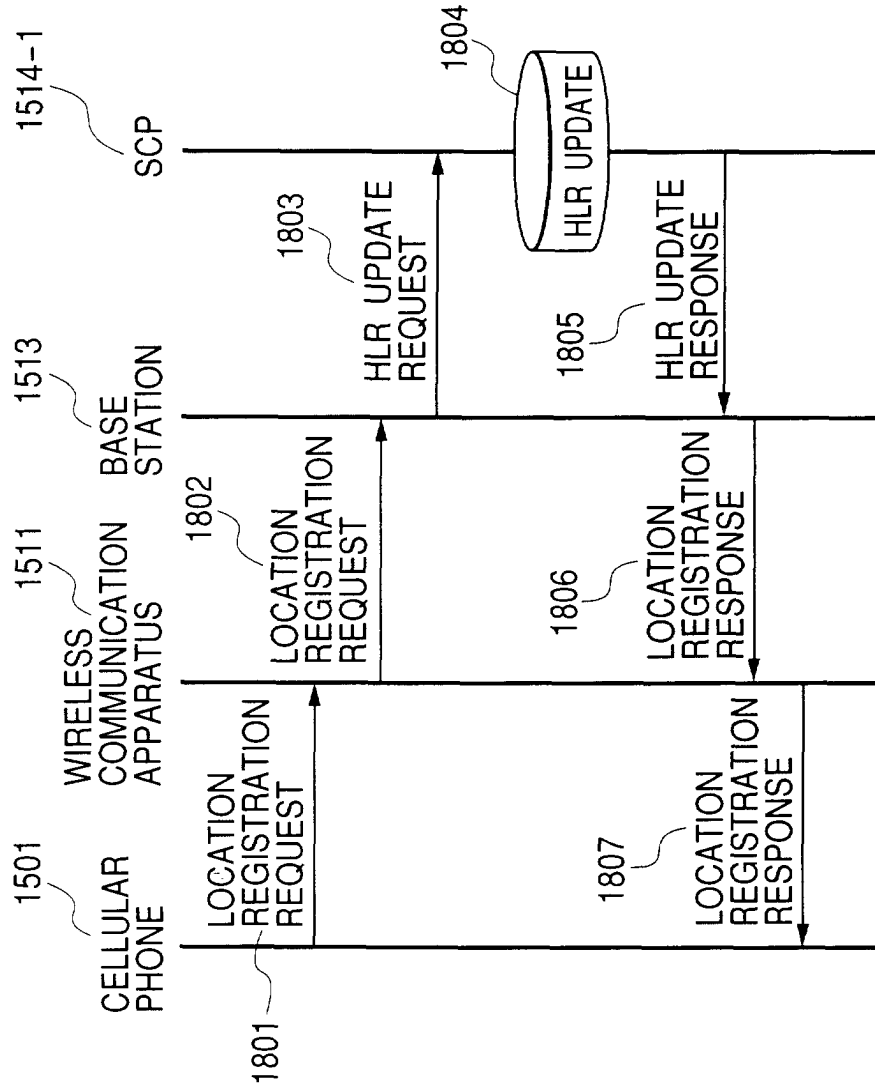 1501
CELLULAR
PHONE
1511
WIRELESS
COMMUNICATION
APPARATUS
1513
BASE
STATION
1514-1
SCP
1801
LOCATION
REGISTRATION
REQUEST
1802
LOCATION
REGISTRATION
REQUEST
1803
HLR UPDATE
REQUEST
1804
HLR UPDATE
1805
HLR UPDATE
RESPONSE
1806
LOCATION
REGISTRATION
RESPONSE
1807
LOCATION
REGISTRATION
RESPONSE